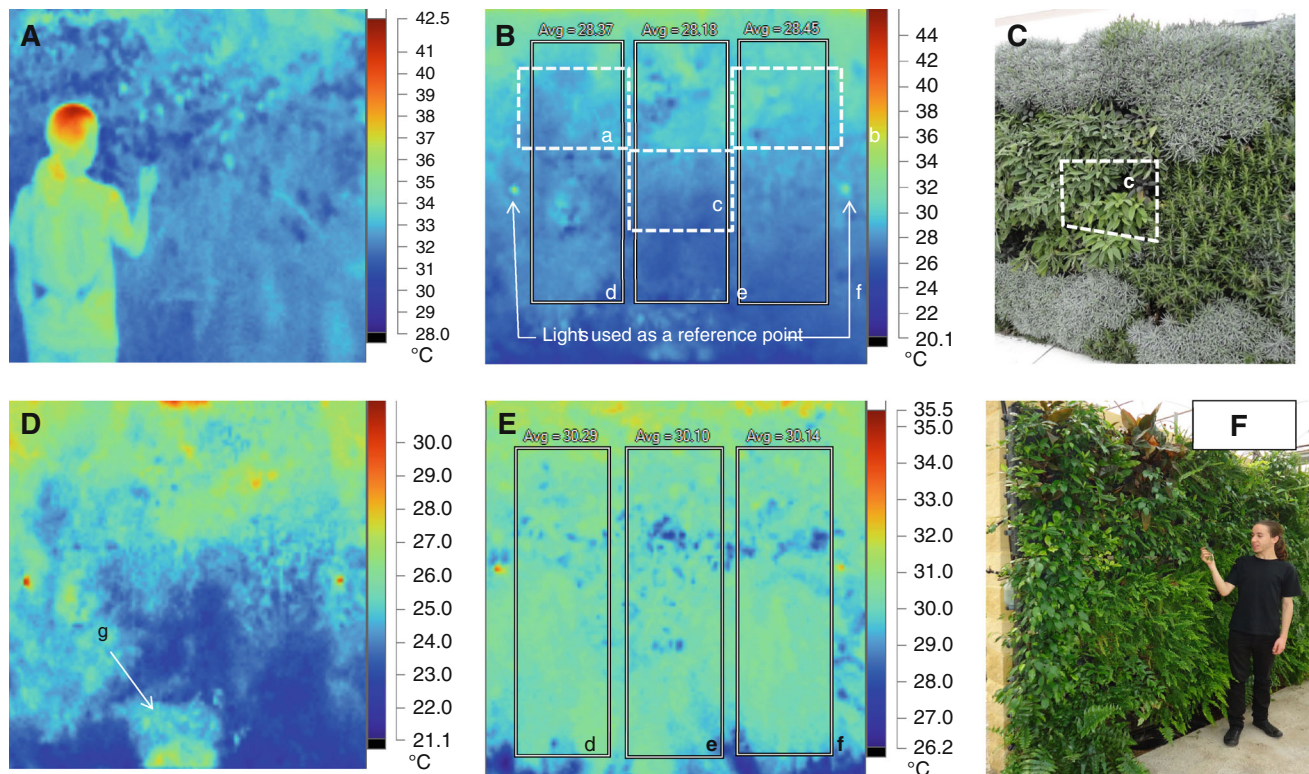 A
42.5
41
40
39
38
37
36
35
34
33
32
31
30
29
28.0
°C
B
Avg = 28.37
Avg = 28.18
Avg = 28.45
a
b
c
d
e
f
Lights used as a reference point
44
42
40
38
36
34
32
30
28
26
24
22
20.1
°C
C
c
D
g
30.0
29.0
28.0
27.0
26.0
25.0
24.0
23.0
22.0
21.1
°C
E
Avg = 30.29
Avg = 30.10
Avg = 30.14
d
e
f
35.5
35.0
34.0
33.0
32.0
31.0
30.0
29.0
28.0
27.0
26.2
°C
F